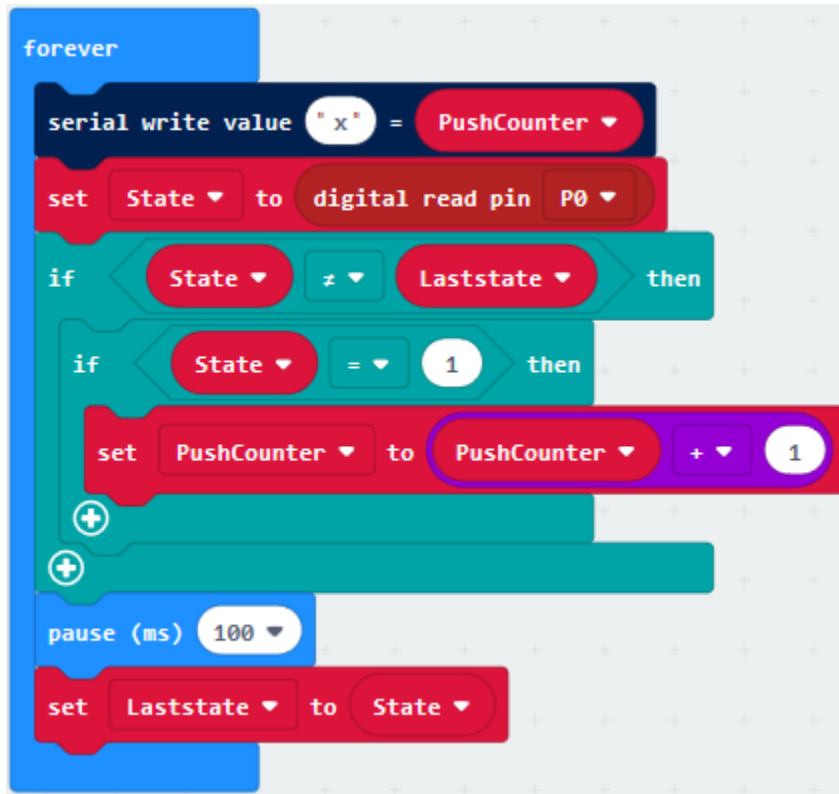 forever
serial write value "x" = PushCounter
set State to digital read pin P0
if State ≠ Laststate then
if State = 1 then
set PushCounter to PushCounter + 1
pause (ms) 100
set Laststate to State